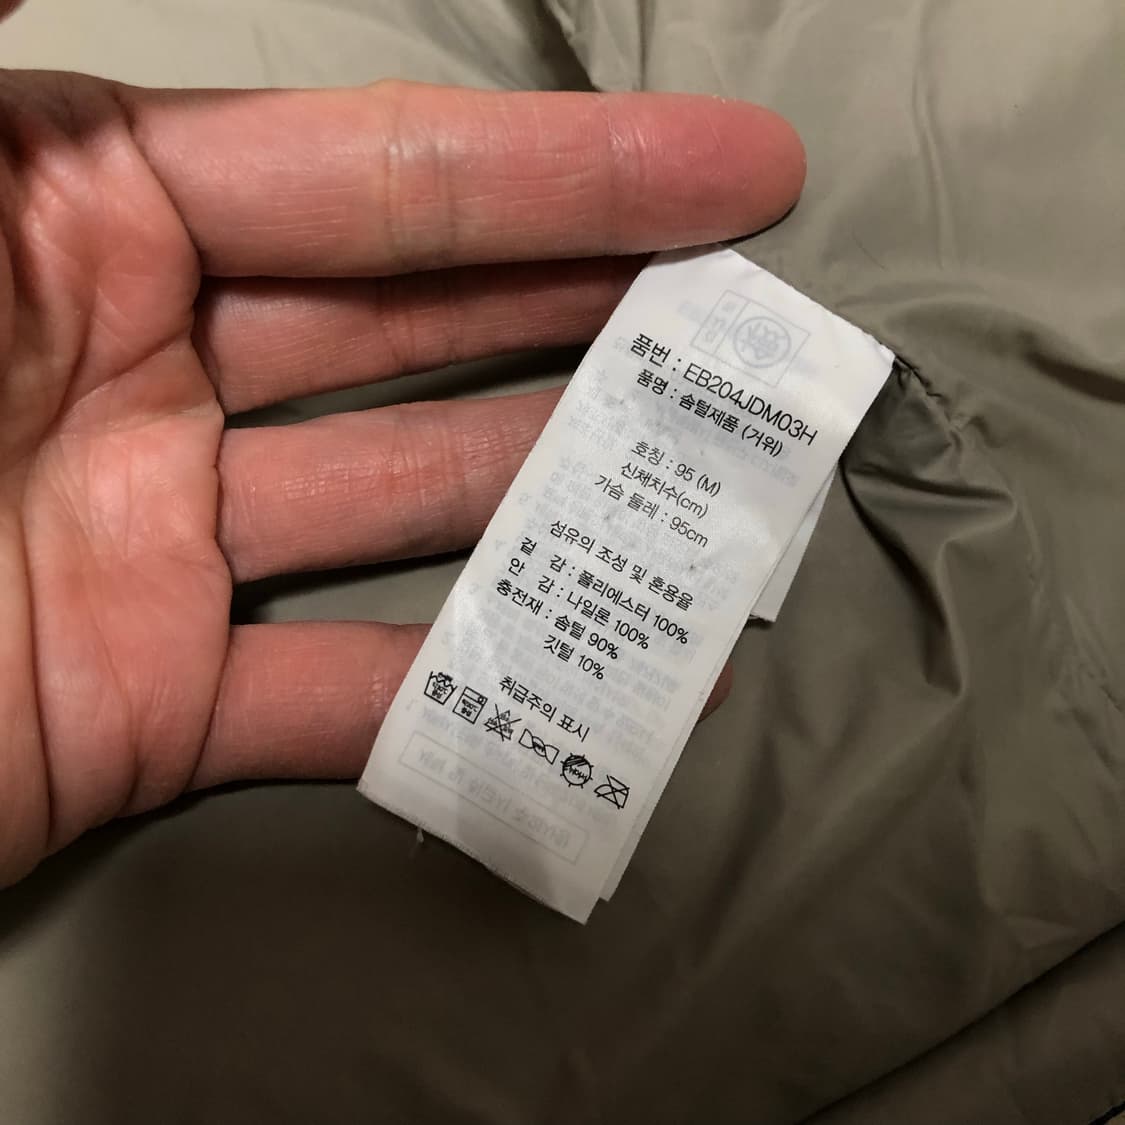 품번 : EB204JDM03H
품명 : 솜털제품 (거위)
호칭 : 95 (M)
신체치수(cm)
가슴 둘레 : 95cm
섬유의 조성 및 혼용율
겉 감 : 폴리에스터 100%
안 감 : 나일론 100%
충전재 : 솜털 90%
깃털 10%
취급주의 표시